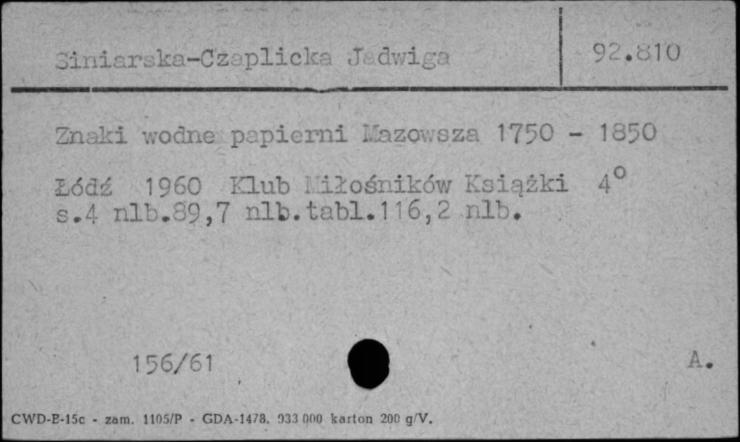 Siniarska-Czaplicka Jadwiga 92.810
Znaki wodne papierni Mazowsza 1750 - 1850
Łódź 1960 Klub Miłośników Książki 4°
s.4 nlb.89,7 nlb.tabl.116,2 nlb.
156/61 A.
CWD-E-15c - zam. 1105/P - GDA-1478. 933 000 karton 200 g/V.